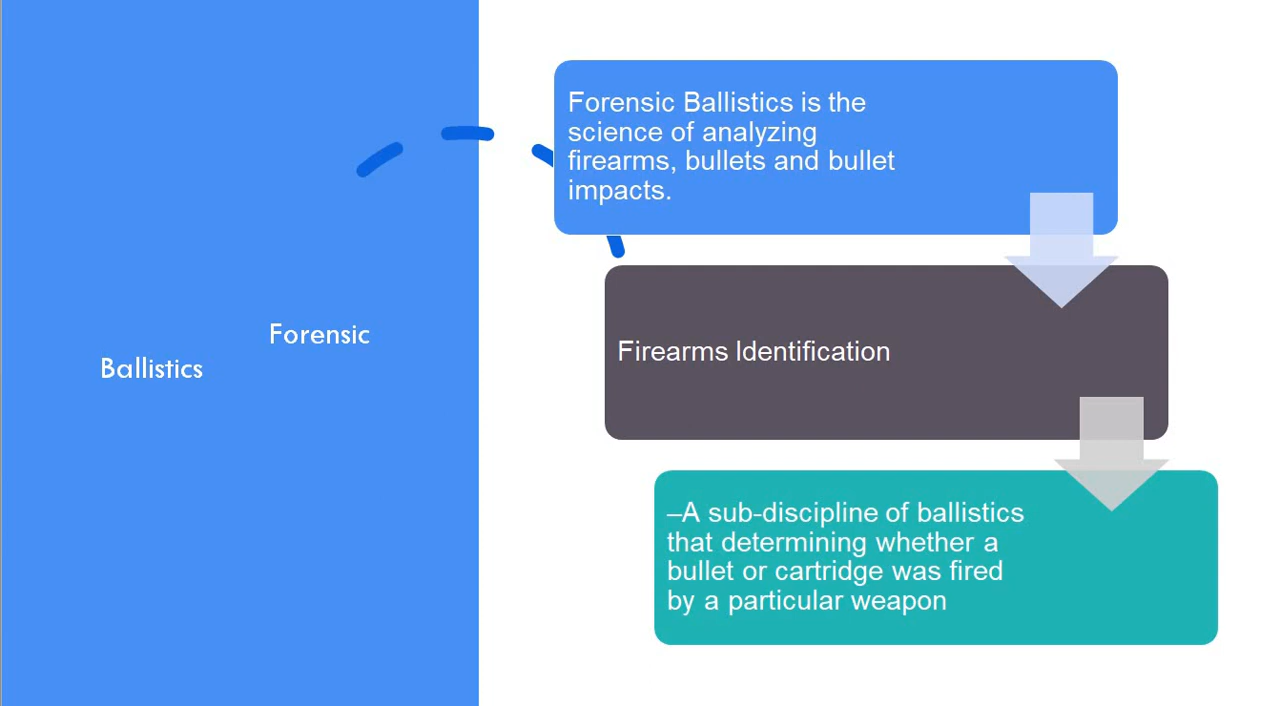 Forensic
Ballistics
Forensic Ballistics is the
science of analyzing
firearms, bullets and bullet
impacts.
Firearms Identification
–A sub-discipline of ballistics
that determining whether a
bullet or cartridge was fired
by a particular weapon